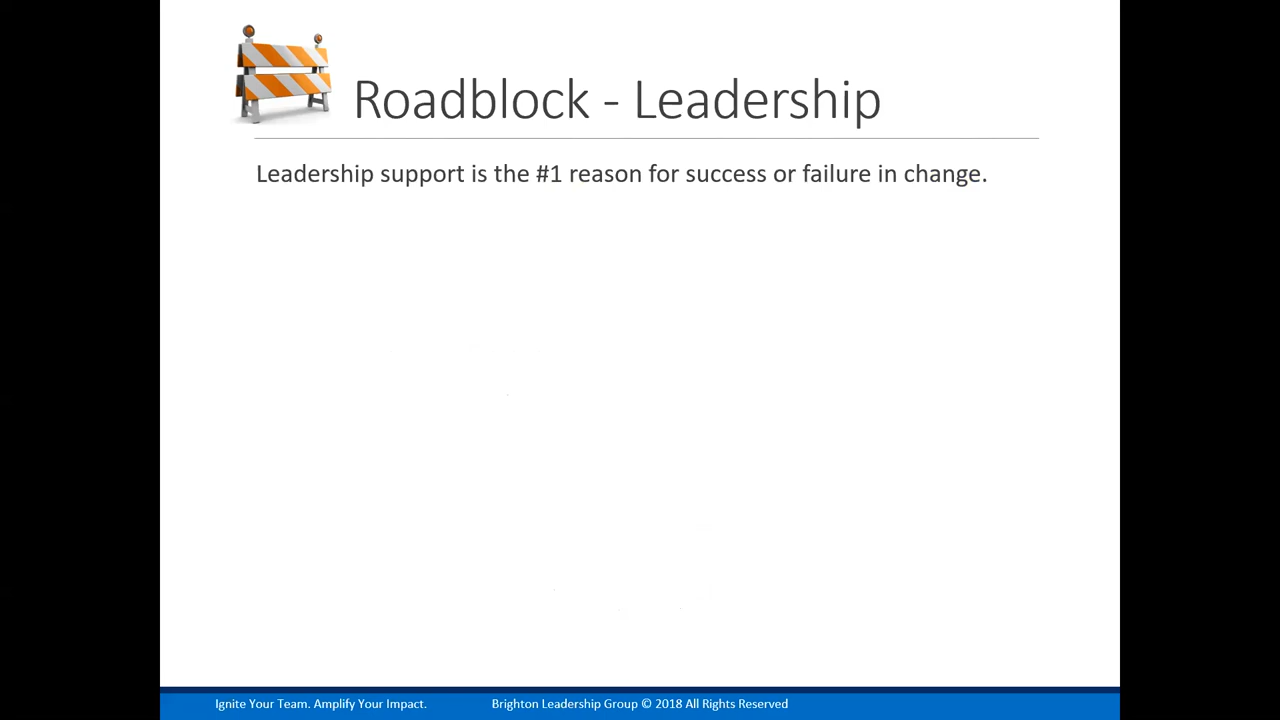 Roadblock - Leadership
Leadership support is the #1 reason for success or failure in change.
Ignite Your Team. Amplify Your Impact. Brighton Leadership Group © 2018 All Rights Reserved